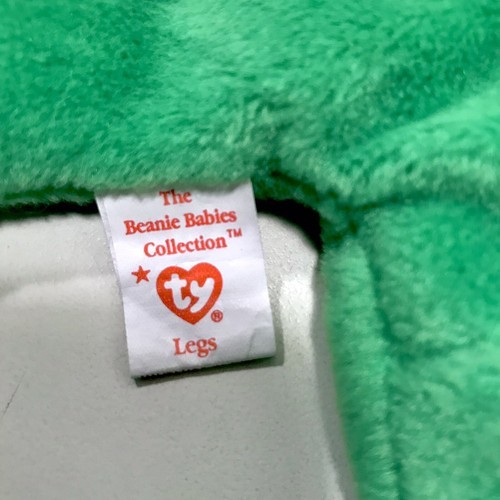 The
Beanie Babies
Collection™
ty®
Legs